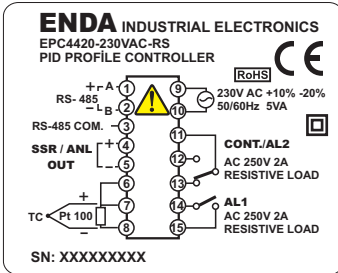 ENDA INDUSTRIAL ELECTRONICS
EPC4420-230VAC-RS
PID PROFİLE CONTROLLER
RoHS
CE
+ A 1
RS- 485
- B 2
RS-485 COM. 3
SSR / ANL
OUT
+ 4
- 5
6
+
TC Pt 100 7
- 8
9
230V AC +10% -20%
50/60Hz 5VA
10
11
CONT./AL2
12
AC 250V 2A
RESISTIVE LOAD
13
14
AL1
AC 250V 2A
RESISTIVE LOAD
15
SN: XXXXXXXXX